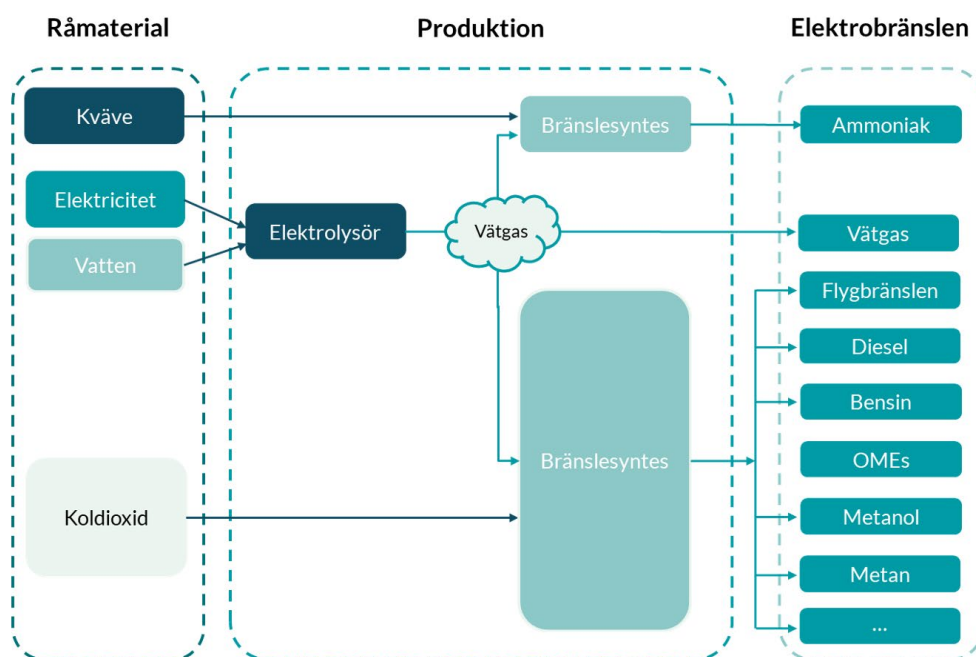 Råmaterial
Produktion
Elektrobränslen
Kväve
Elektricitet
Vatten
Koldioxid
Elektrolysör
Vätgas
Bränslesyntes
Bränslesyntes
Ammoniak
Vätgas
Flygbränslen
Diesel
Bensin
OMEs
Metanol
Metan
...